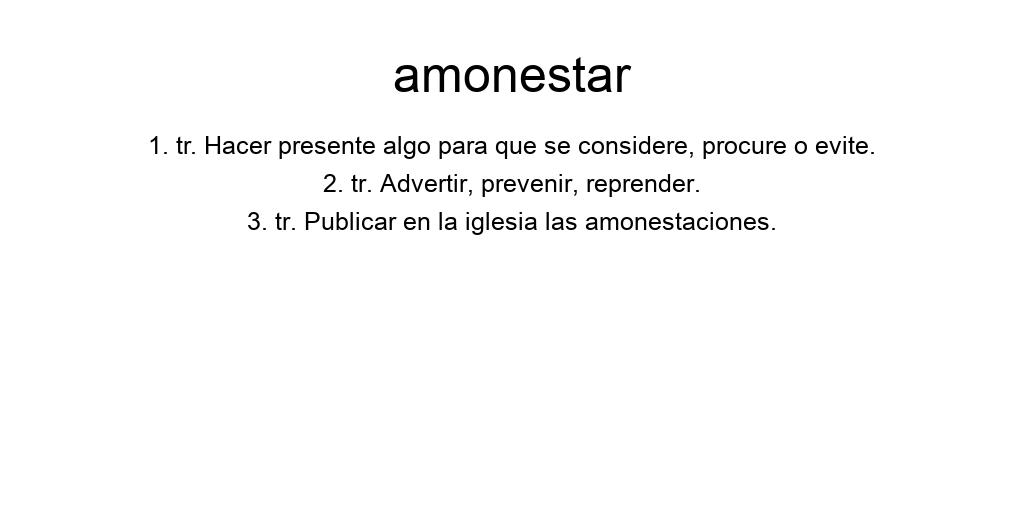 amonestar
1. tr. Hacer presente algo para que se considere, procure o evite.
2. tr. Advertir, prevenir, reprender.
3. tr. Publicar en la iglesia las amonestaciones.